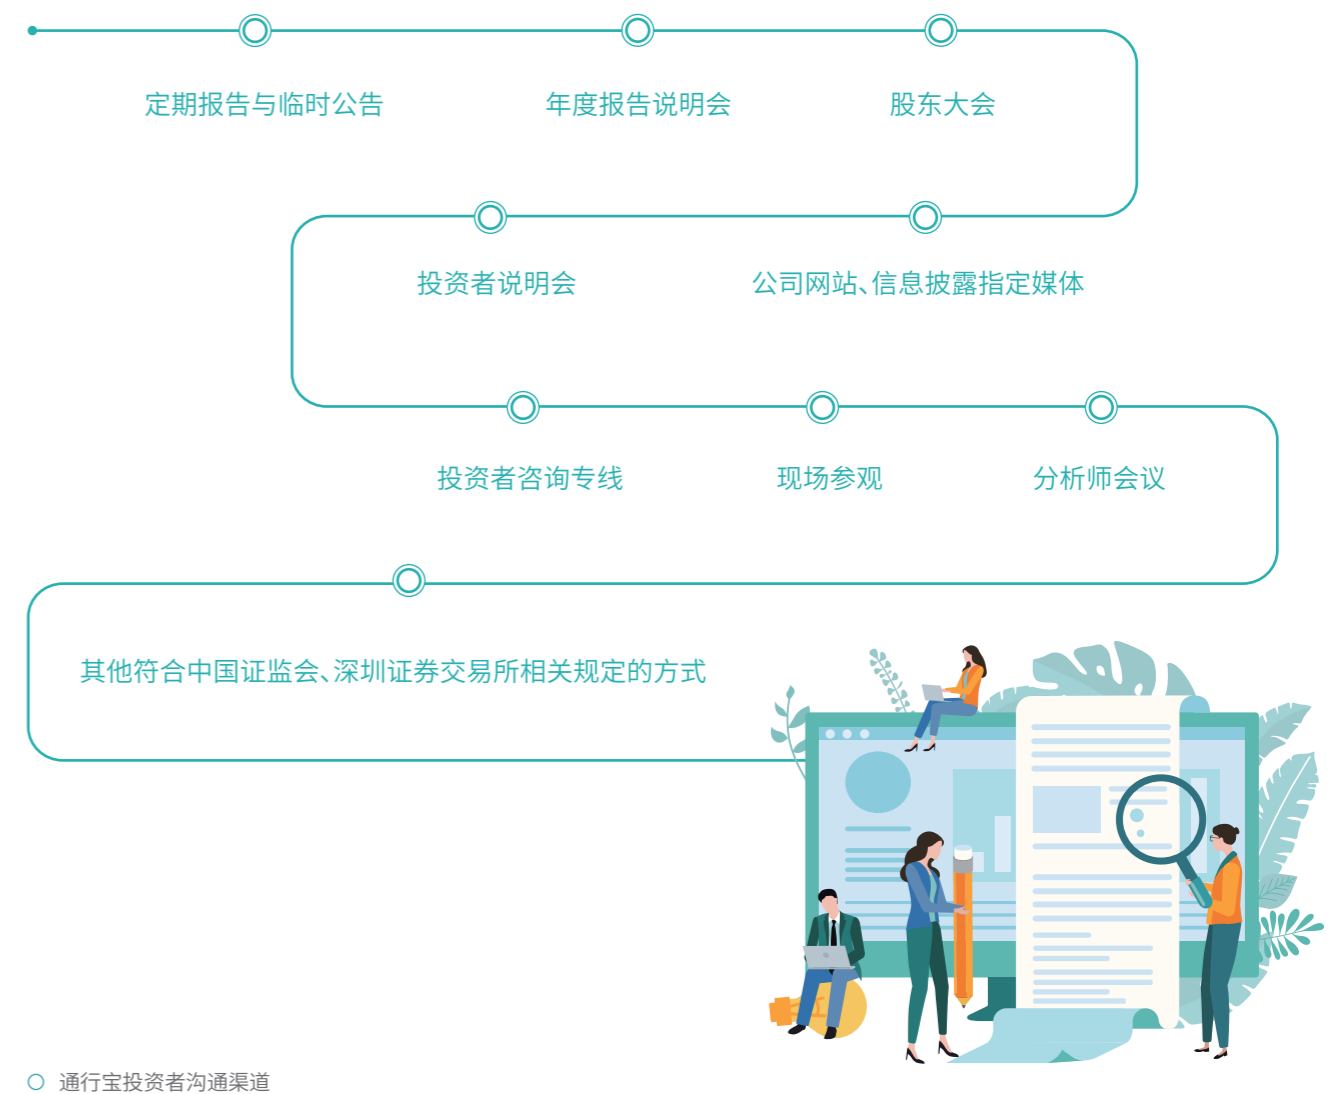 定期报告与临时公告
年度报告说明会
股东大会
投资者说明会
公司网站、信息披露指定媒体
投资者咨询专线
现场参观
分析师会议
其他符合中国证监会、深圳证券交易所相关规定的方式
通行宝投资者沟通渠道